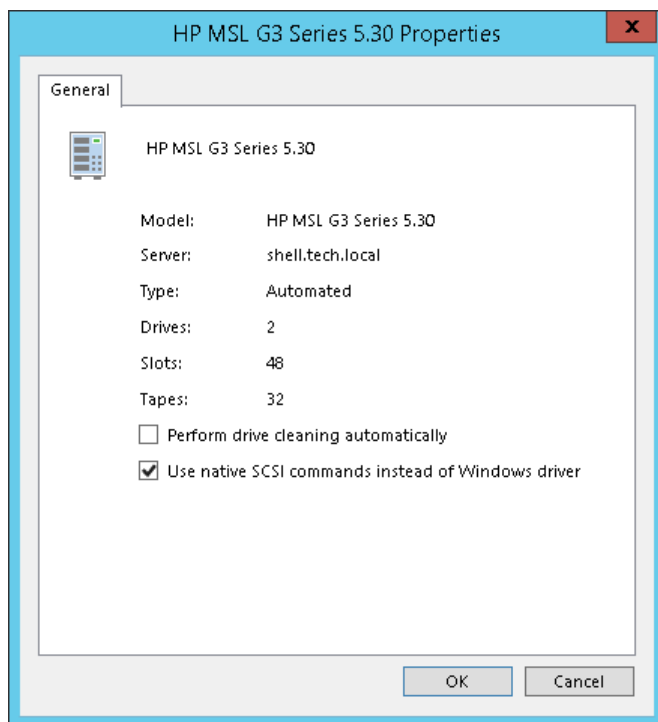 HP MSL G3 Series 5.30 Properties
x
General
HP MSL G3 Series 5.30
Model: HP MSL G3 Series 5.30
Server: shell.tech.local
Type: Automated
Drives: 2
Slots: 48
Tapes: 32
Perform drive cleaning automatically
Use native SCSI commands instead of Windows driver
OK Cancel